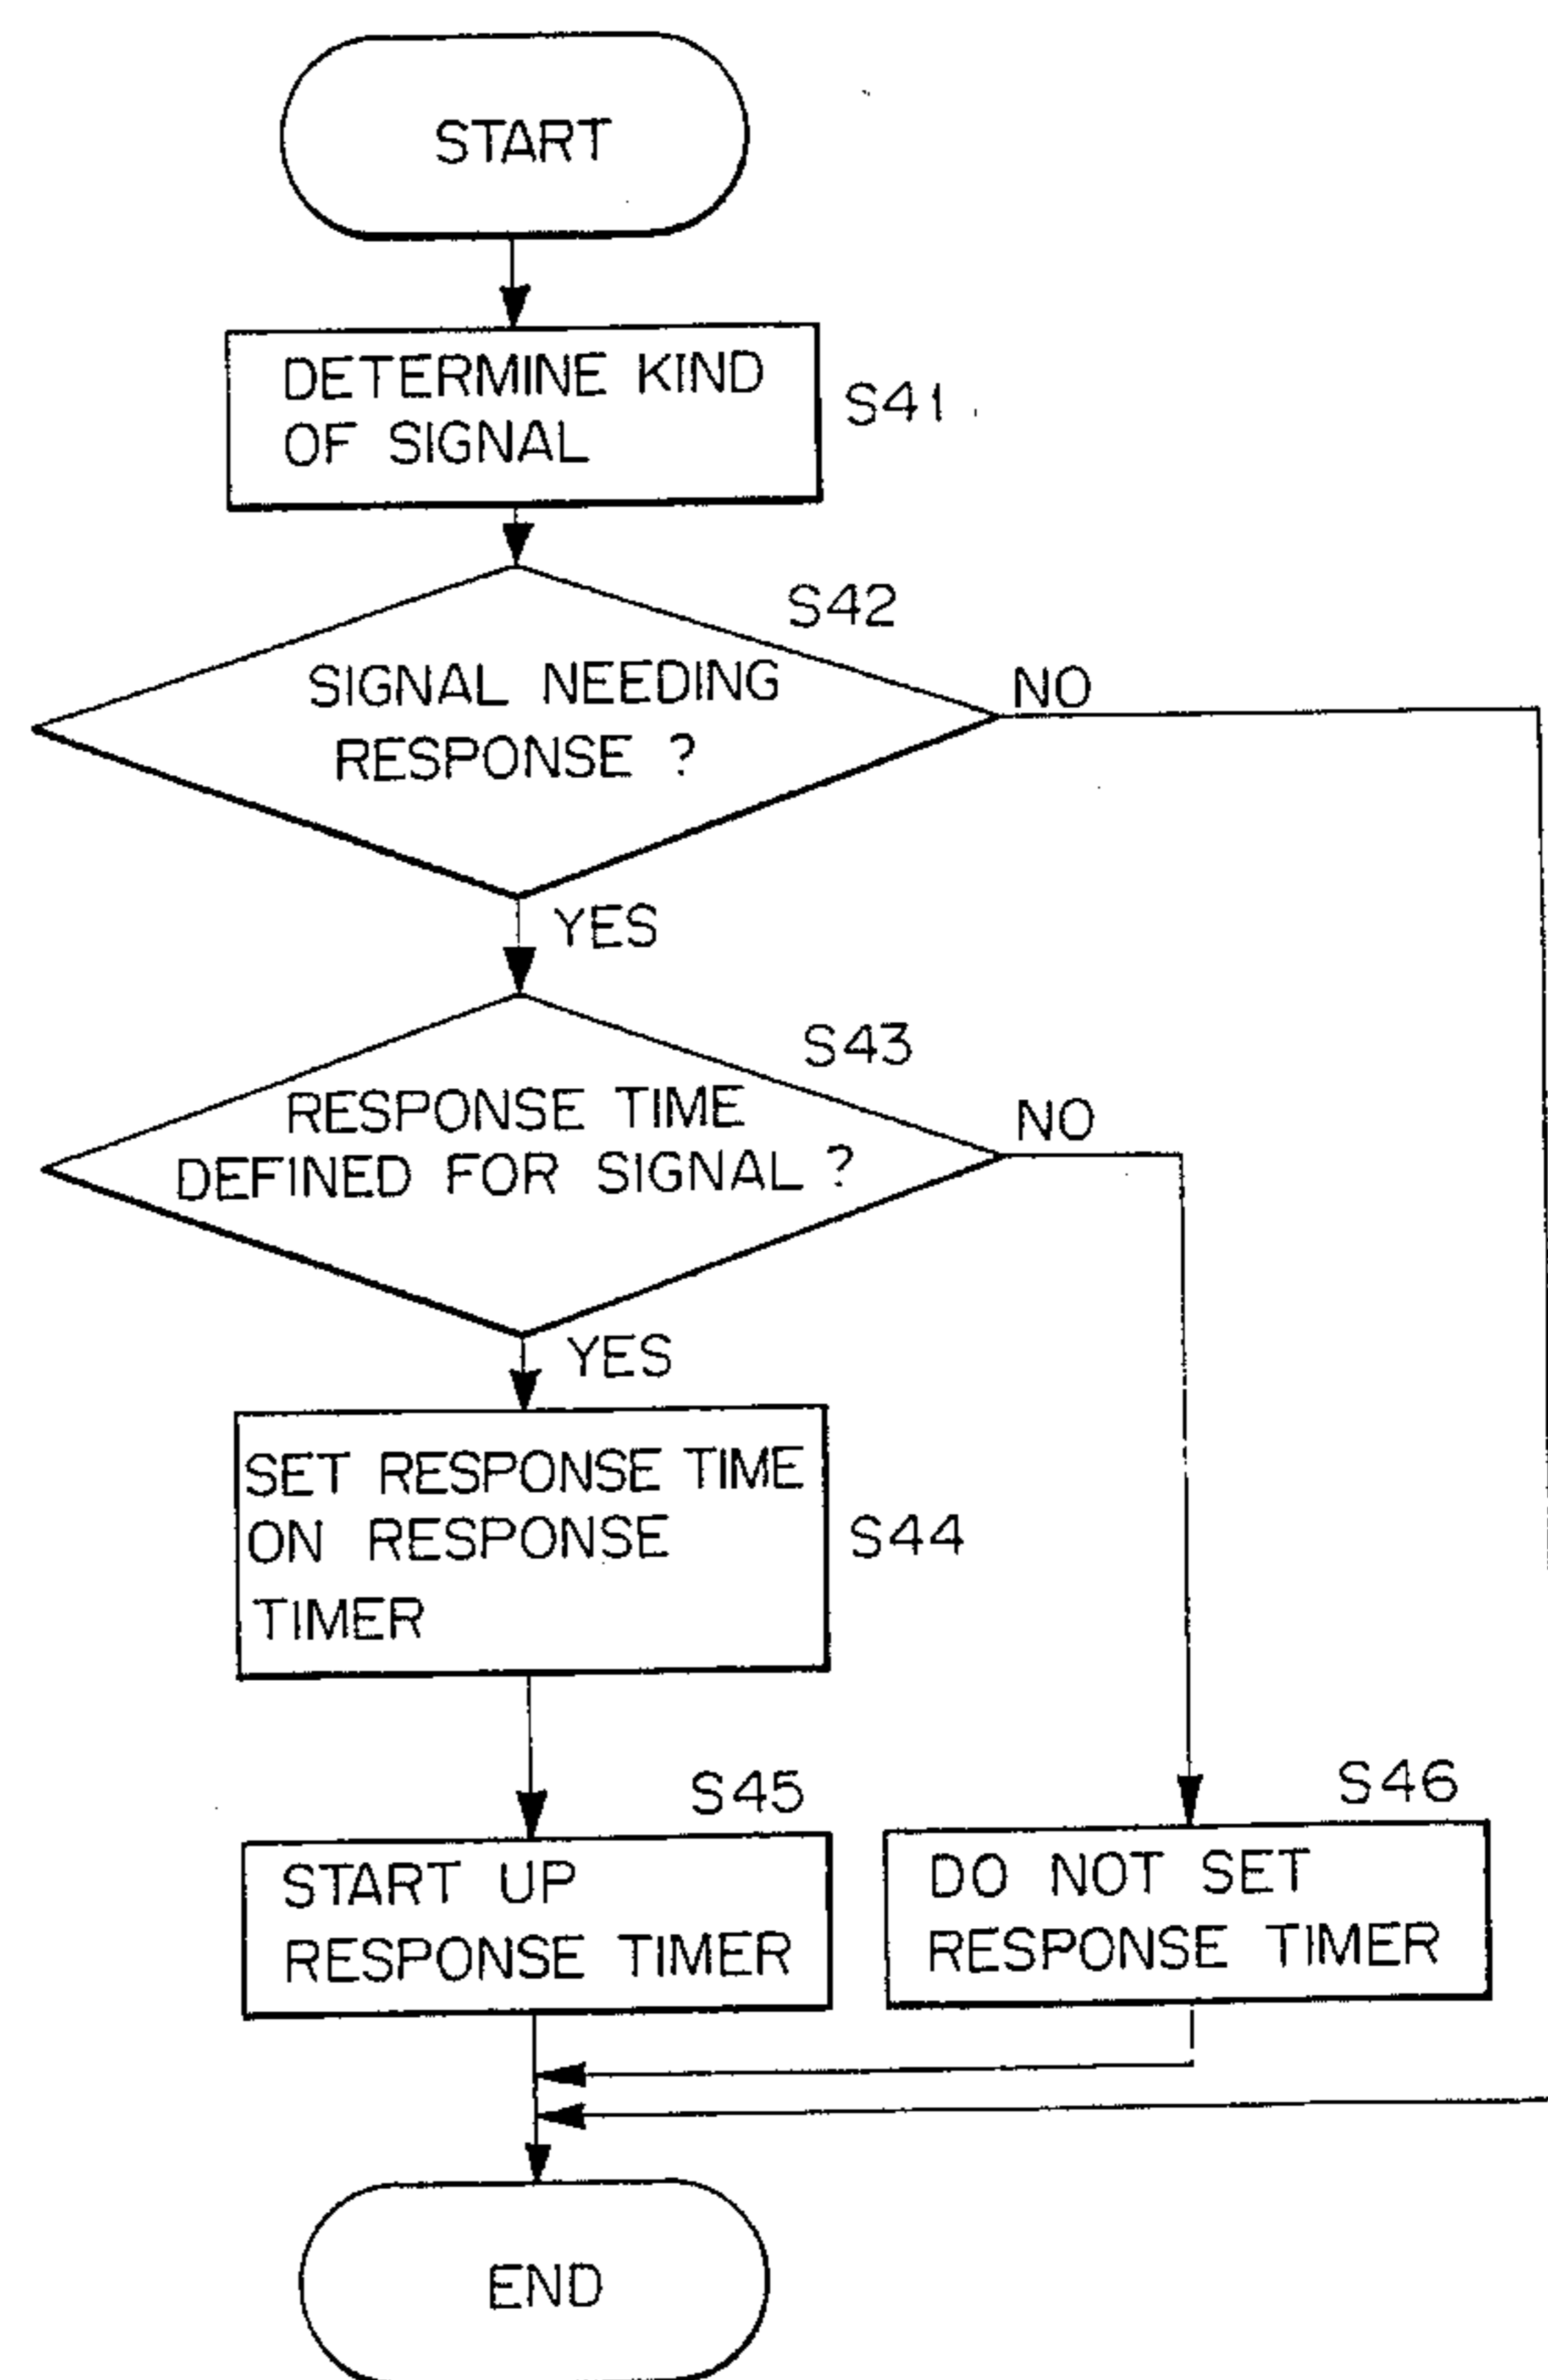 START
DETERMINE KIND
OF SIGNAL
S41
S42
SIGNAL NEEDING
RESPONSE ?
NO
YES
S43
RESPONSE TIME
DEFINED FOR SIGNAL ?
NO
YES
SET RESPONSE TIME
ON RESPONSE
TIMER
S44
S45
START UP
RESPONSE TIMER
S46
DO NOT SET
RESPONSE TIMER
END